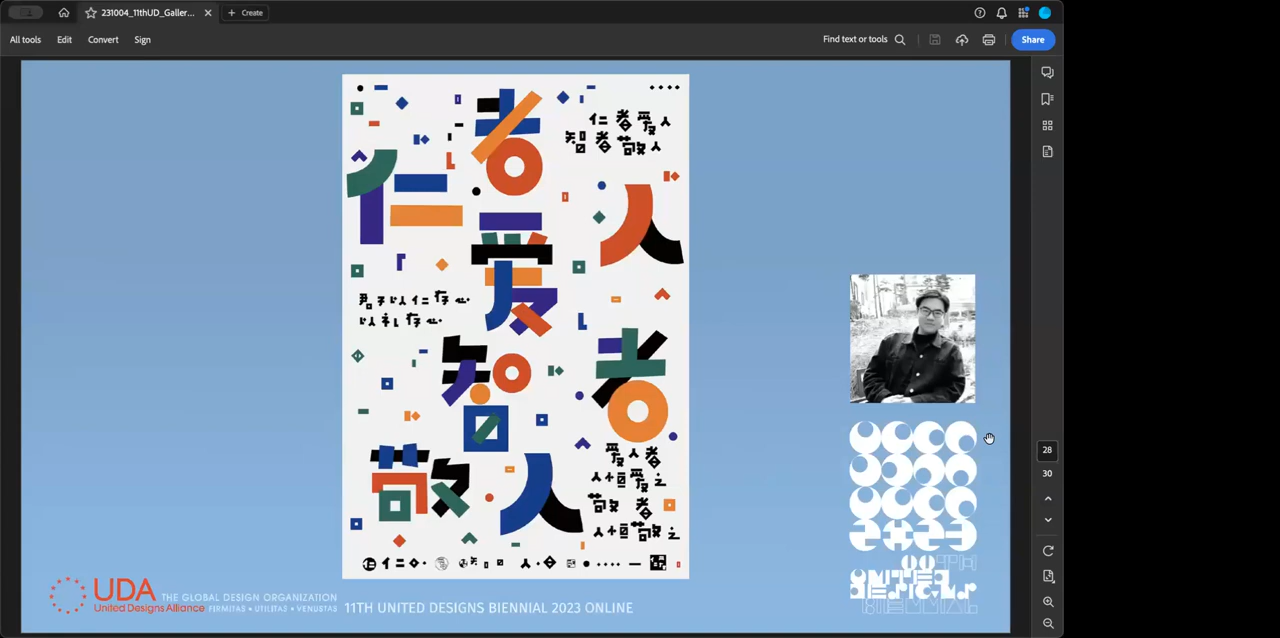 231004_11thUD_Galler...
Create
All tools
Edit
Convert
Sign
Find text or tools
Share
仁者爱人
智者敬人
仁者爱人
君子以仁存心
以礼存心
智者敬人
爱人者
人恒爱之
敬人者
人恒敬之
28
30
UDA
United Designs Alliance
THE GLOBAL DESIGN ORGANIZATION
FIRMITAS • UTILITAS • VENUSTAS
11TH UNITED DESIGNS BIENNIAL 2023 ONLINE
2023